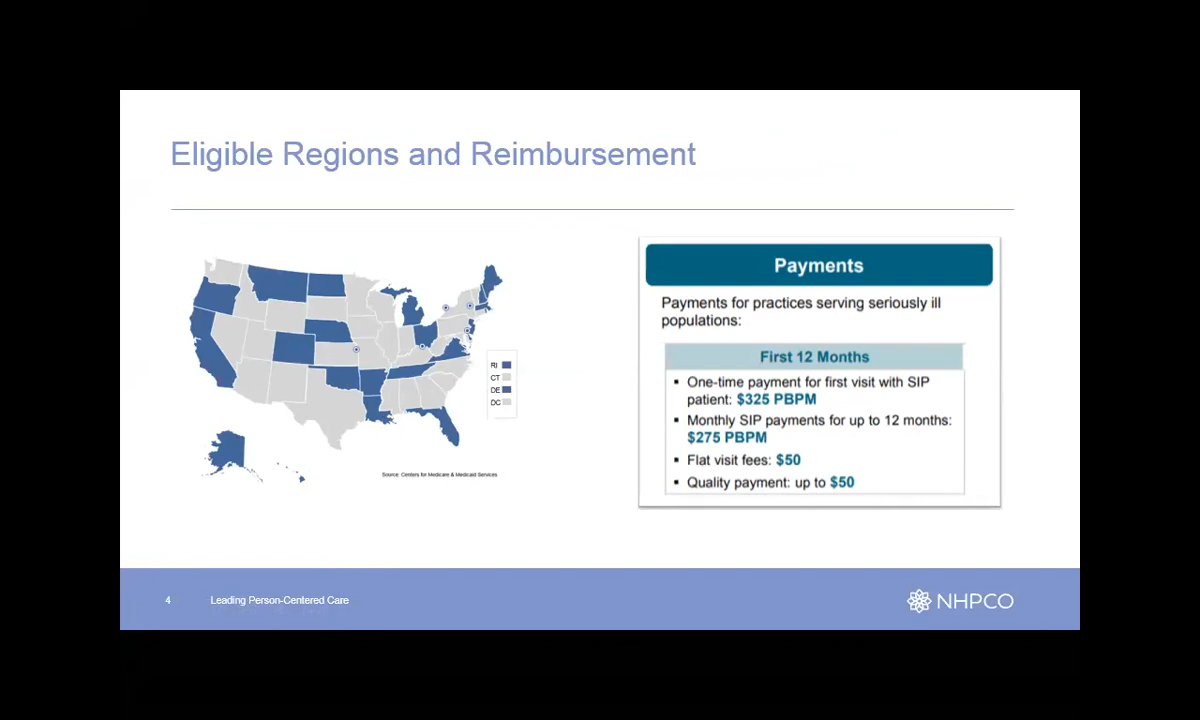 Eligible Regions and Reimbursement
RI
CT
DE
DC
Source: Centers for Medicare & Medicaid Services
Payments
Payments for practices serving seriously ill
populations:
First 12 Months
▪ One-time payment for first visit with SIP
patient: $325 PBPM
▪ Monthly SIP payments for up to 12 months:
$275 PBPM
▪ Flat visit fees: $50
▪ Quality payment: up to $50
4 Leading Person-Centered Care
NHPCO